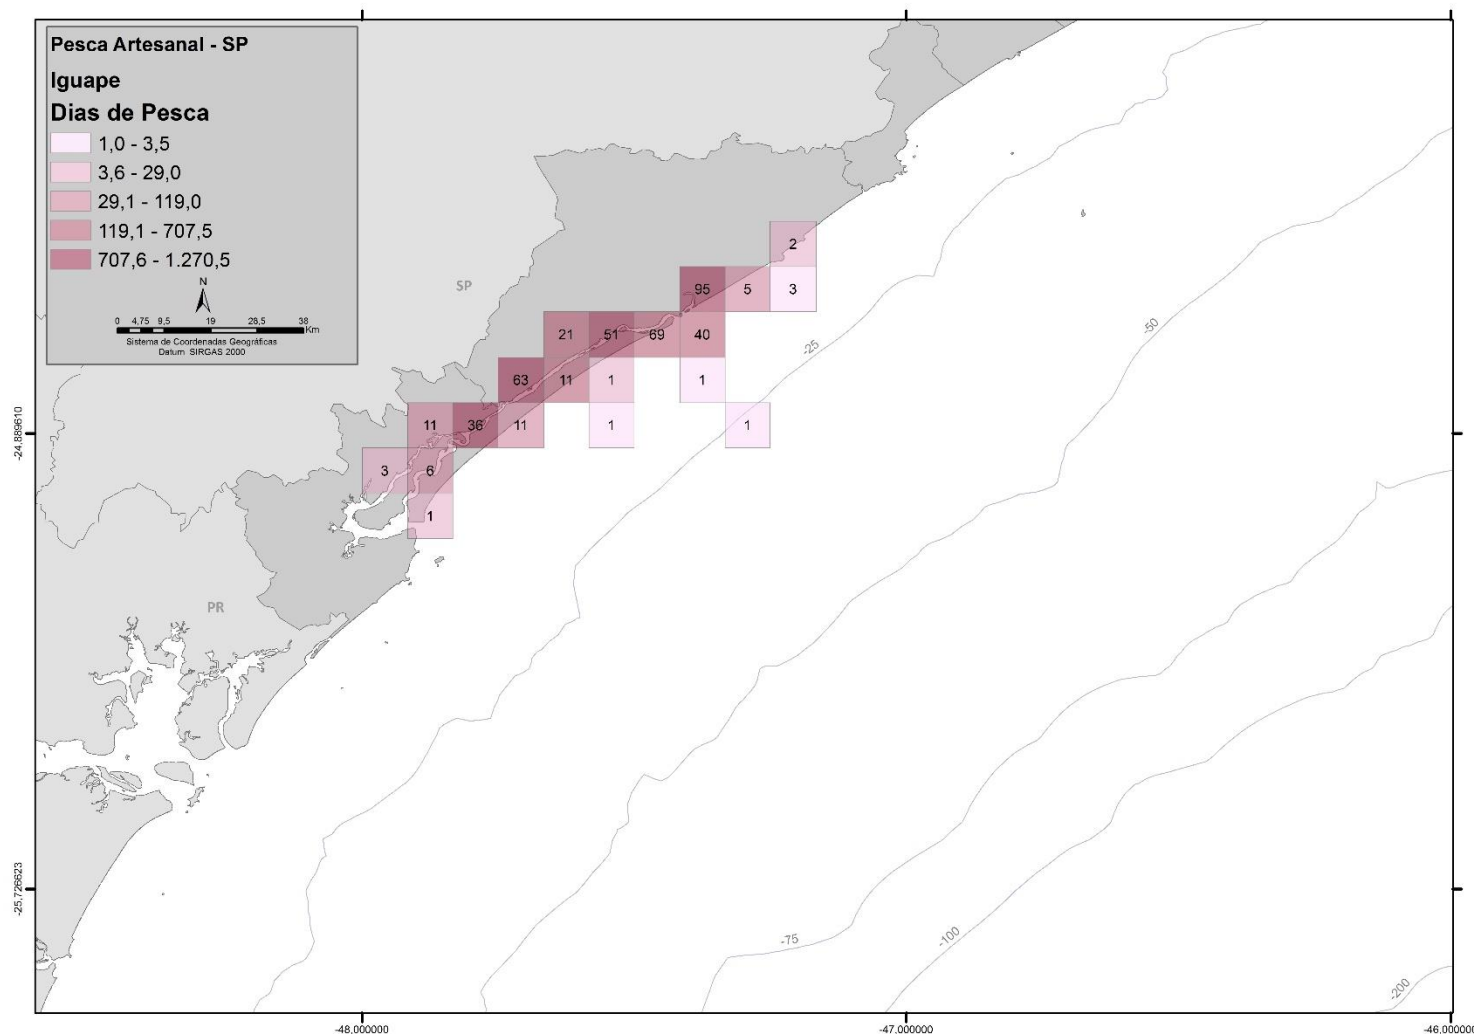 Pesca Artesanal - SP
Iguape
Dias de Pesca
1,0 - 3,5
3,6 - 29,0
29,1 - 119,0
119,1 - 707,5
707,6 - 1.270,5
N
0 4,75 9,5 19 28,5 38
Km
Sistema de Coordenadas Geográficas
Datum SIRGAS 2000
SP
2
95 5 3
21 51 69 40
63 11 1 1
11 36 11 1 1
3 6
1
PR
-25
-50
-75
-100
-200
-24,889610
-25,726623
-48,000000 -47,000000 -46,000000